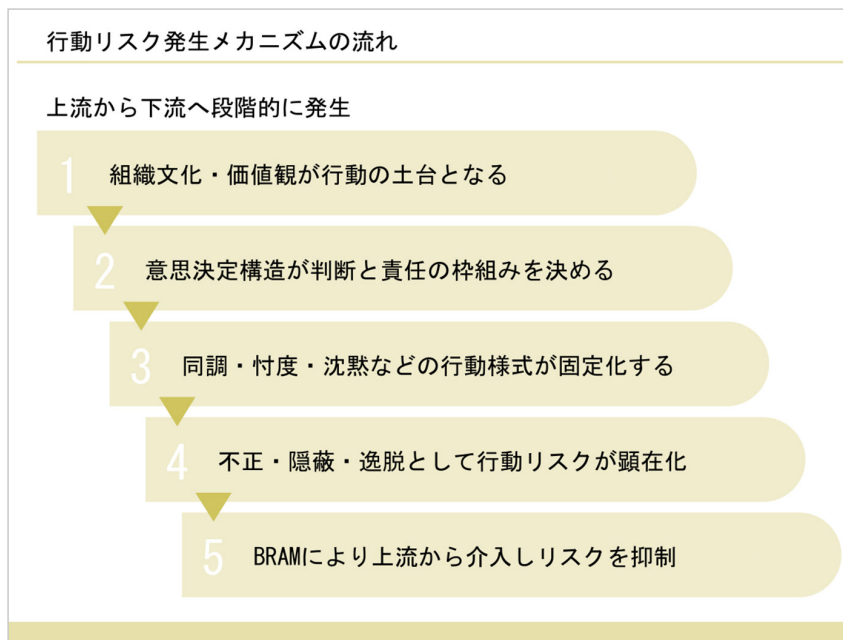 行動リスク発生メカニズムの流れ
上流から下流へ段階的に発生
1 組織文化・価値観が行動の土台となる
2 意思決定構造が判断と責任の枠組みを決める
3 同調・忖度・沈黙などの行動様式が固定化する
4 不正・隠蔽・逸脱として行動リスクが顕在化
5 BRAMにより上流から介入しリスクを抑制